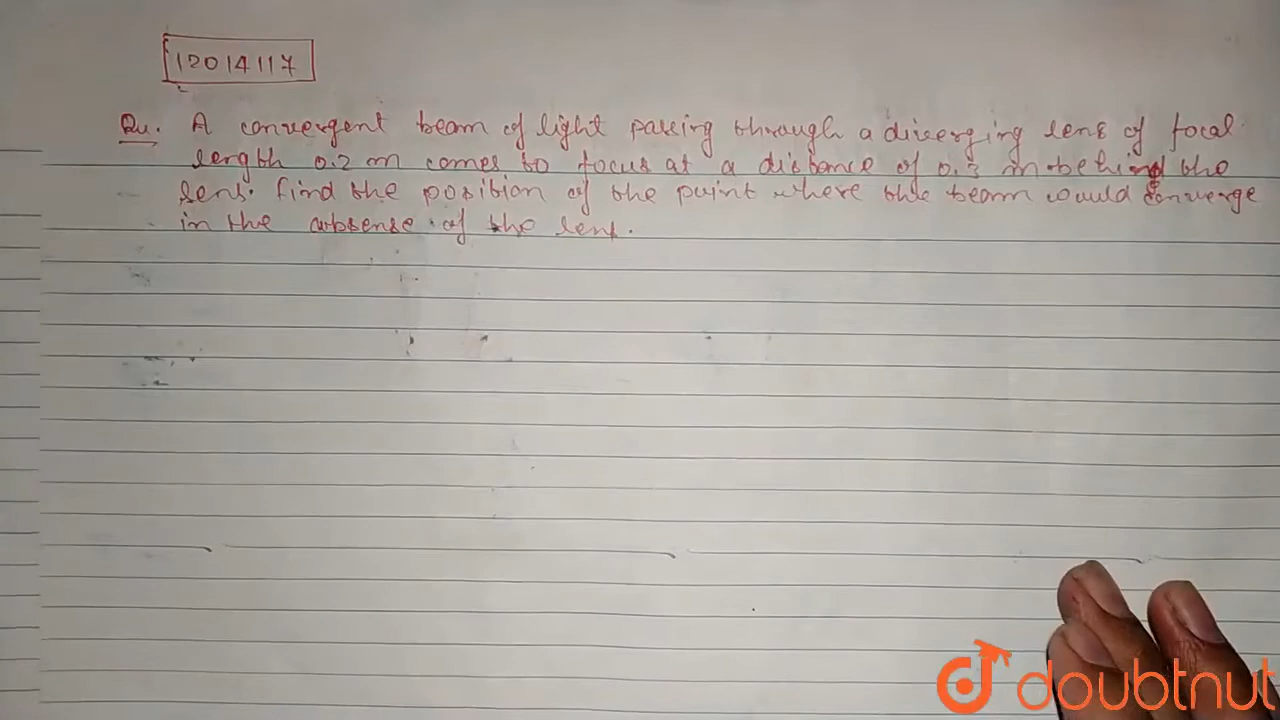 12014117
Qu. A convergent beam of light passing through a diverging lens of focal
length 0.2 m comes to focus at a distance of 0.3 m behind the
lens. find the position of the point where this beam would converge
in the absense of the lens.
doubtnut